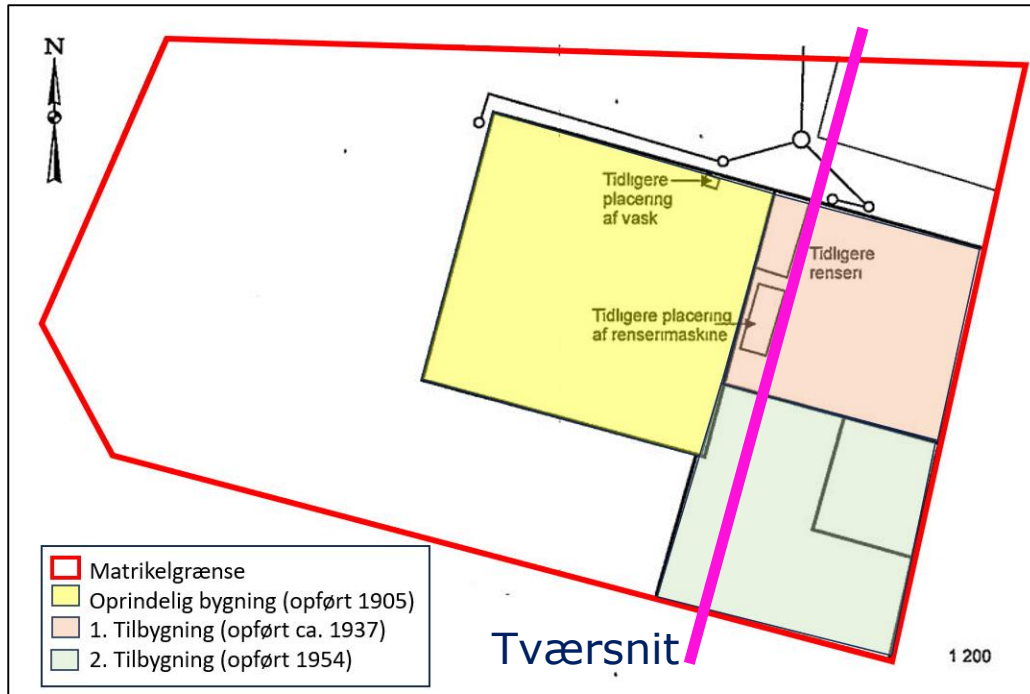 N
Tidligere
placering
af vask
Tidligere
renseri
Tidligere placering
af renserimaskine
Matrikelgrænse
Oprindelig bygning (opført 1905)
1. Tilbygning (opført ca. 1937)
2. Tilbygning (opført 1954)
Tværsnit
1 200